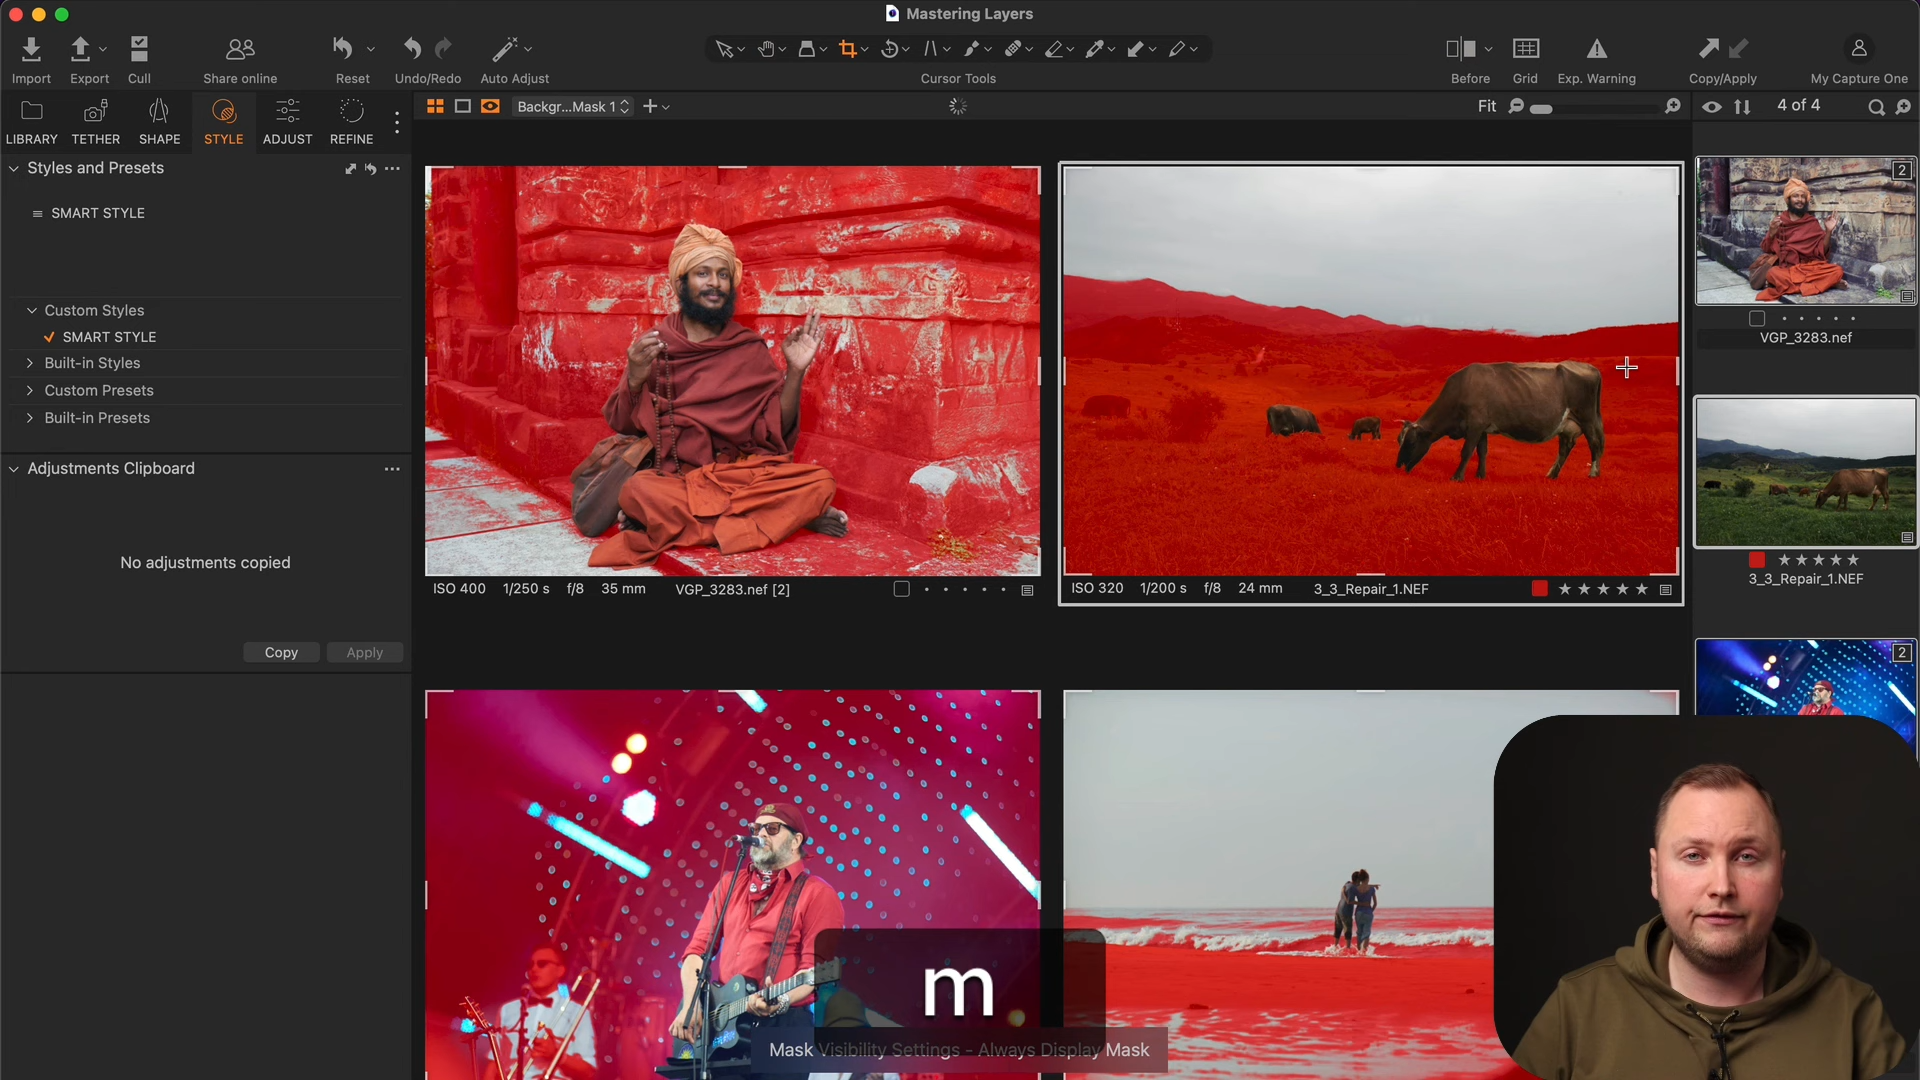 Mastering Layers
Import
Export
Cull
Share online
Reset
Undo/Redo
Auto Adjust
Cursor Tools
Before
Grid
Exp. Warning
Copy/Apply
My Capture One
LIBRARY
TETHER
SHAPE
STYLE
ADJUST
REFINE
Backgr...Mask 1
Fit
4 of 4
Styles and Presets
SMART STYLE
Custom Styles
SMART STYLE
Built-in Styles
Custom Presets
Built-in Presets
Adjustments Clipboard
No adjustments copied
Copy
Apply
ISO 400 1/250 s f/8 35 mm VGP_3283.nef [2]
ISO 320 1/200 s f/8 24 mm 3_3_Repair_1.NEF
2
VGP_3283.nef
3_3_Repair_1.NEF
2
m
Mask Visibility Settings - Always Display Mask